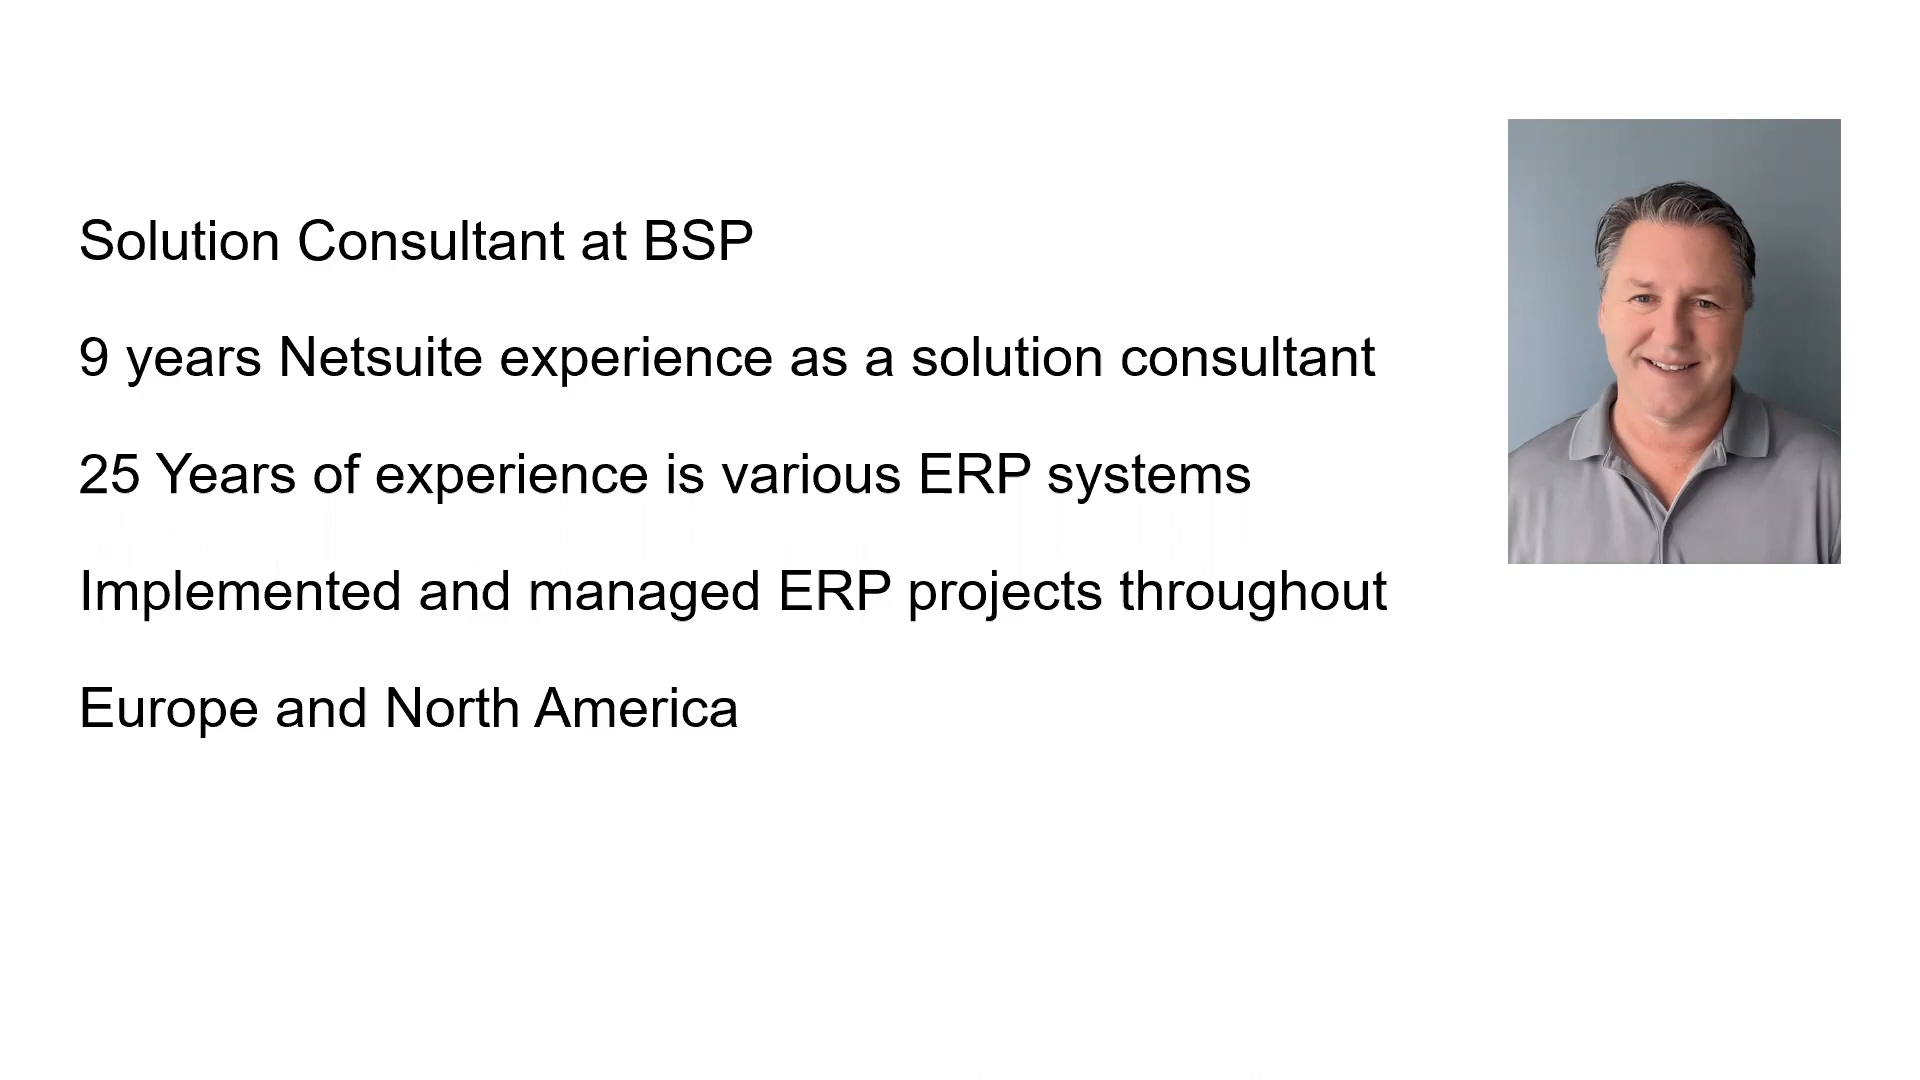 Solution Consultant at BSP
9 years Netsuite experience as a solution consultant
25 Years of experience is various ERP systems
Implemented and managed ERP projects throughout
Europe and North America